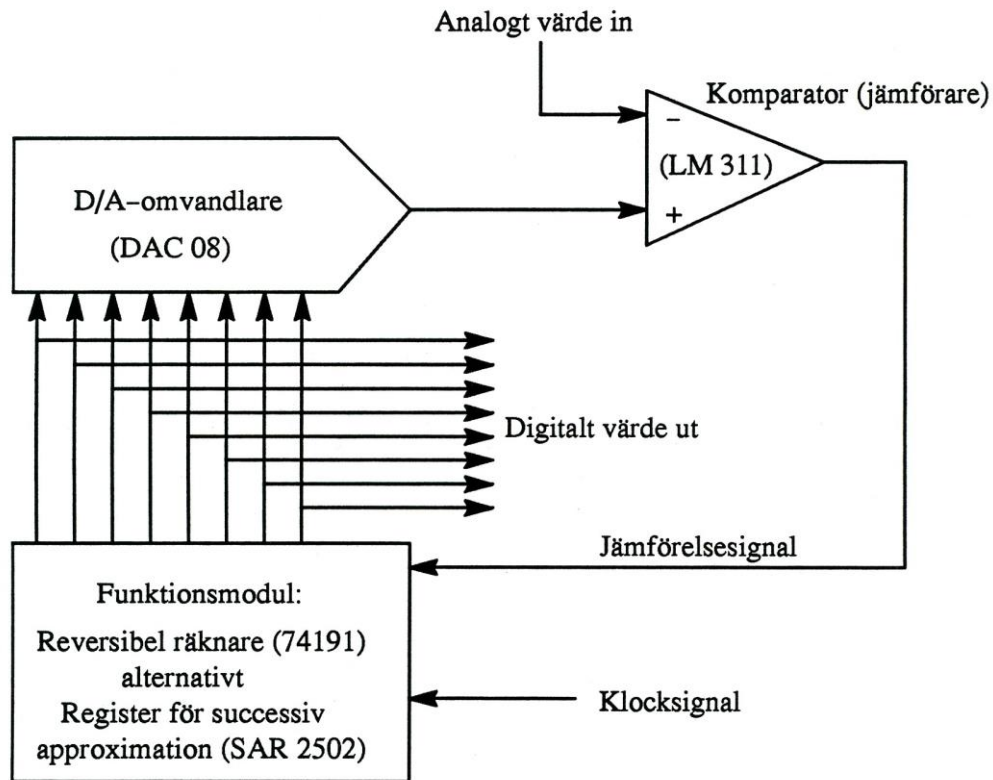 Analogt värde in
Komparator (jämförare)
−
(LM 311)
+
D/A−omvandlare
(DAC 08)
Digitalt värde ut
Jämförelsesignal
Funktionsmodul:
Reversibel räknare (74191)
alternativt
Register för successiv
approximation (SAR 2502)
Klocksignal